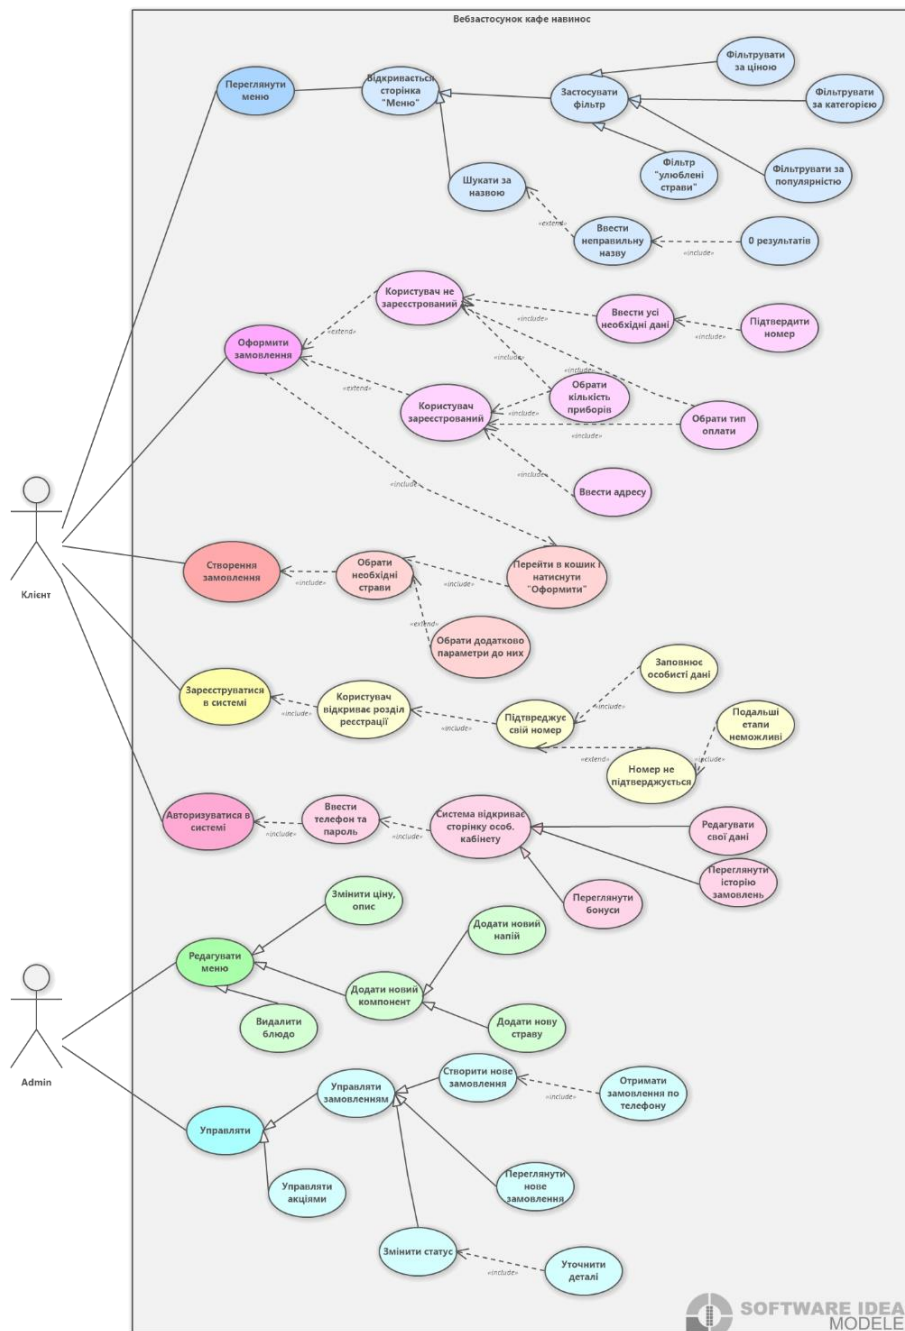 Вебзастосунок кафе навинос
Переглянути
меню
Відкривається
сторінка
"Меню"
Застосувати
фільтр
Фільтрувати
за ціною
Фільтрувати
за категорією
Фільтрувати за
популярністю
Фільтр
"улюблені
страви"
Шукати за
назвою
«extend»
Ввести
неправильну
назву
«include»
0 результатів
Користувач не
зареєстрований
«include»
Ввести усі
необхідні дані
«include»
Підтвердити
номер
«extend»
Оформити
замовлення
«include»
«include»
«extend»
Обрати
кількість
приборів
Користувач
зареєстрований
«include»
«include»
Обрати тип
оплати
«include»
Ввести адресу
«include»
Клієнт
Створення
замовлення
«include»
Обрати
необхідні
страви
«include»
Перейти в кошик і
натиснути
"Оформити"
«extend»
Обрати додатково
параметри до них
Зареєструватися
в системі
«include»
Користувач
відкриває розділ
реєстрації
«include»
Підтвреджує
свій номер
«include»
Заповнює
особисті дані
«extend»
Номер не
підтверджується
«include»
Подальші
етапи
неможливі
Авторизуватися в
системі
«include»
Ввести
телефон та
пароль
«include»
Система відкриває
сторінку особ.
кабінету
Редагувати
свої дані
Переглянути
історію
замовлень
Переглянути
бонуси
Admin
Редагувати
меню
Змінити ціну,
опис
Додати новий
компонент
Додати новий
напій
Додати нову
страву
Видалити
блюдо
Управляти
Управляти
замовленням
Створити нове
замовлення
«include»
Отримати
замовлення по
телефону
Переглянути
нове
замовлення
Управляти
акціями
Змінити статус
«include»
Уточнити
деталі
SOFTWARE IDEA
MODELE